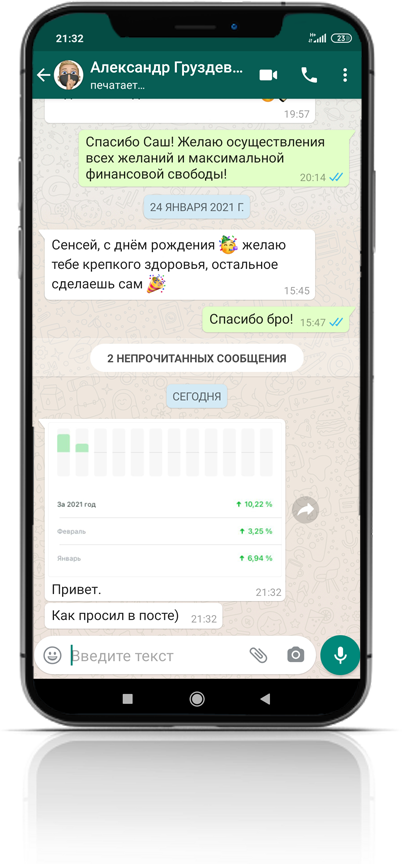 21:32
23
Александр Груздев...
печатает...
19:57
Спасибо Саш! Желаю осуществления
всех желаний и максимальной
финансовой свободы!
20:14
24 ЯНВАРЯ 2021 Г.
Сенсей, с днём рождения 🥳 желаю
тебе крепкого здоровья, остальное
сделаешь сам 🎉
15:45
Спасибо бро! 15:47
2 НЕПРОЧИТАННЫХ СООБЩЕНИЯ
СЕГОДНЯ
За 2021 год ↑ 10,22 %
Февраль ↑ 3,25 %
Январь ↑ 6,94 %
Привет.
21:32
Как просил в посте) 21:32
Введите текст